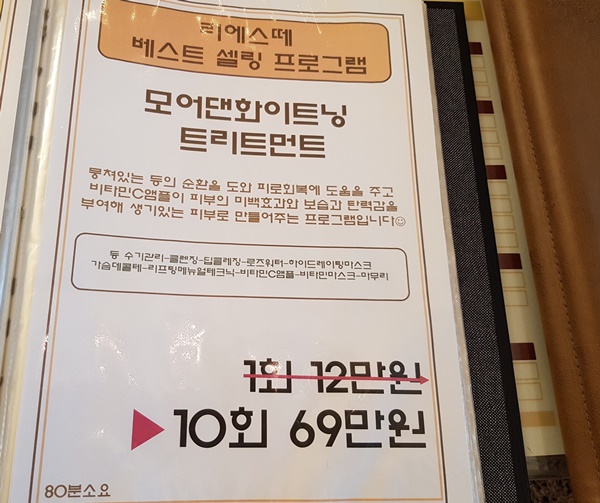 리에스떼
베스트 셀링 프로그램
모어댄화이트닝
트리트먼트
뭉쳐있는 등의 순환을 도와 피로회복에 도움을 주고
비타민C앰플이 피부의 미백효과와 보습과 탄력감을
부여해 생기있는 피부로 만들어주는 프로그램입니다☺
등 수기관리-클렌징-딥클레징-로즈워터-하이드레이팅마스크
가슴데콜테-리프팅메뉴얼테크닉-비타민C앰플-비타민마스크-마무리
1회 12만원
▶10회 69만원
80분소요